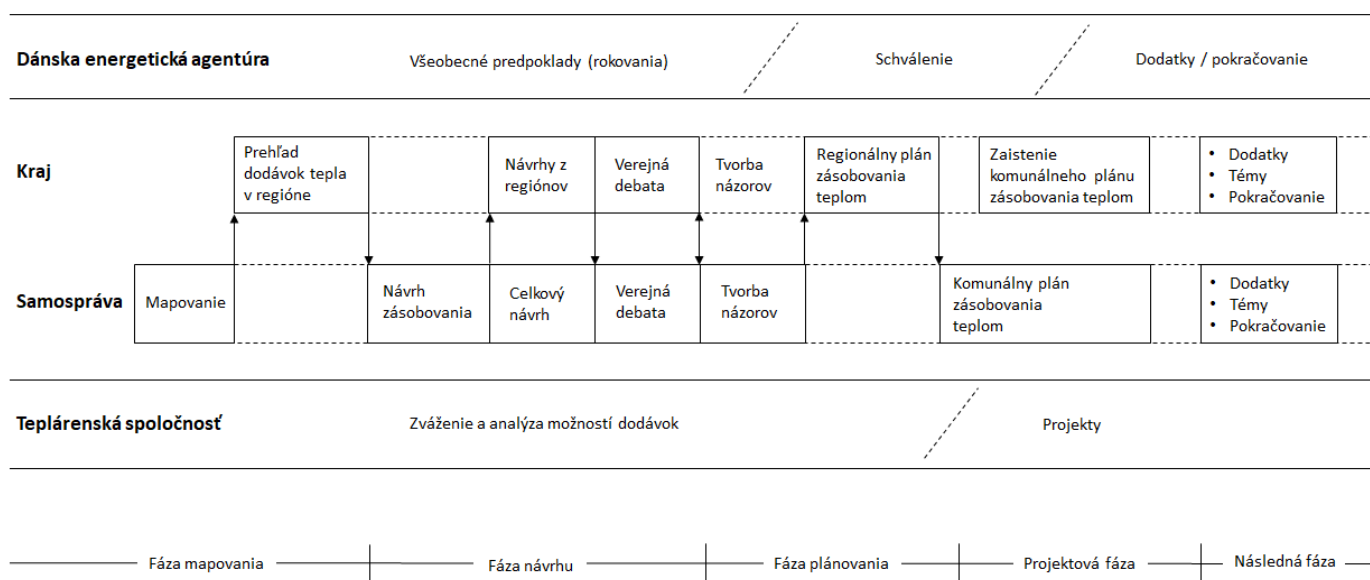 Dánska energetická agentúra
Všeobecné predpoklady (rokovania)
Schválenie
Dodatky / pokračovanie
Kraj
Prehľad
dodávok tepla
v regióne
Návrhy z
regiónov
Verejná
debata
Tvorba
názorov
Regionálny plán
zásobovania
teplom
Zaistenie
komunálneho plánu
zásobovania teplom
• Dodatky
• Témy
• Pokračovanie
Samospráva
Mapovanie
Návrh
zásobovania
Celkový
návrh
Verejná
debata
Tvorba
názorov
Komunálny plán
zásobovania
teplom
• Dodatky
• Témy
• Pokračovanie
Teplárenská spoločnosť
Zváženie a analýza možností dodávok
Projekty
Fáza mapovania
Fáza návrhu
Fáza plánovania
Projektová fáza
Následná fáza